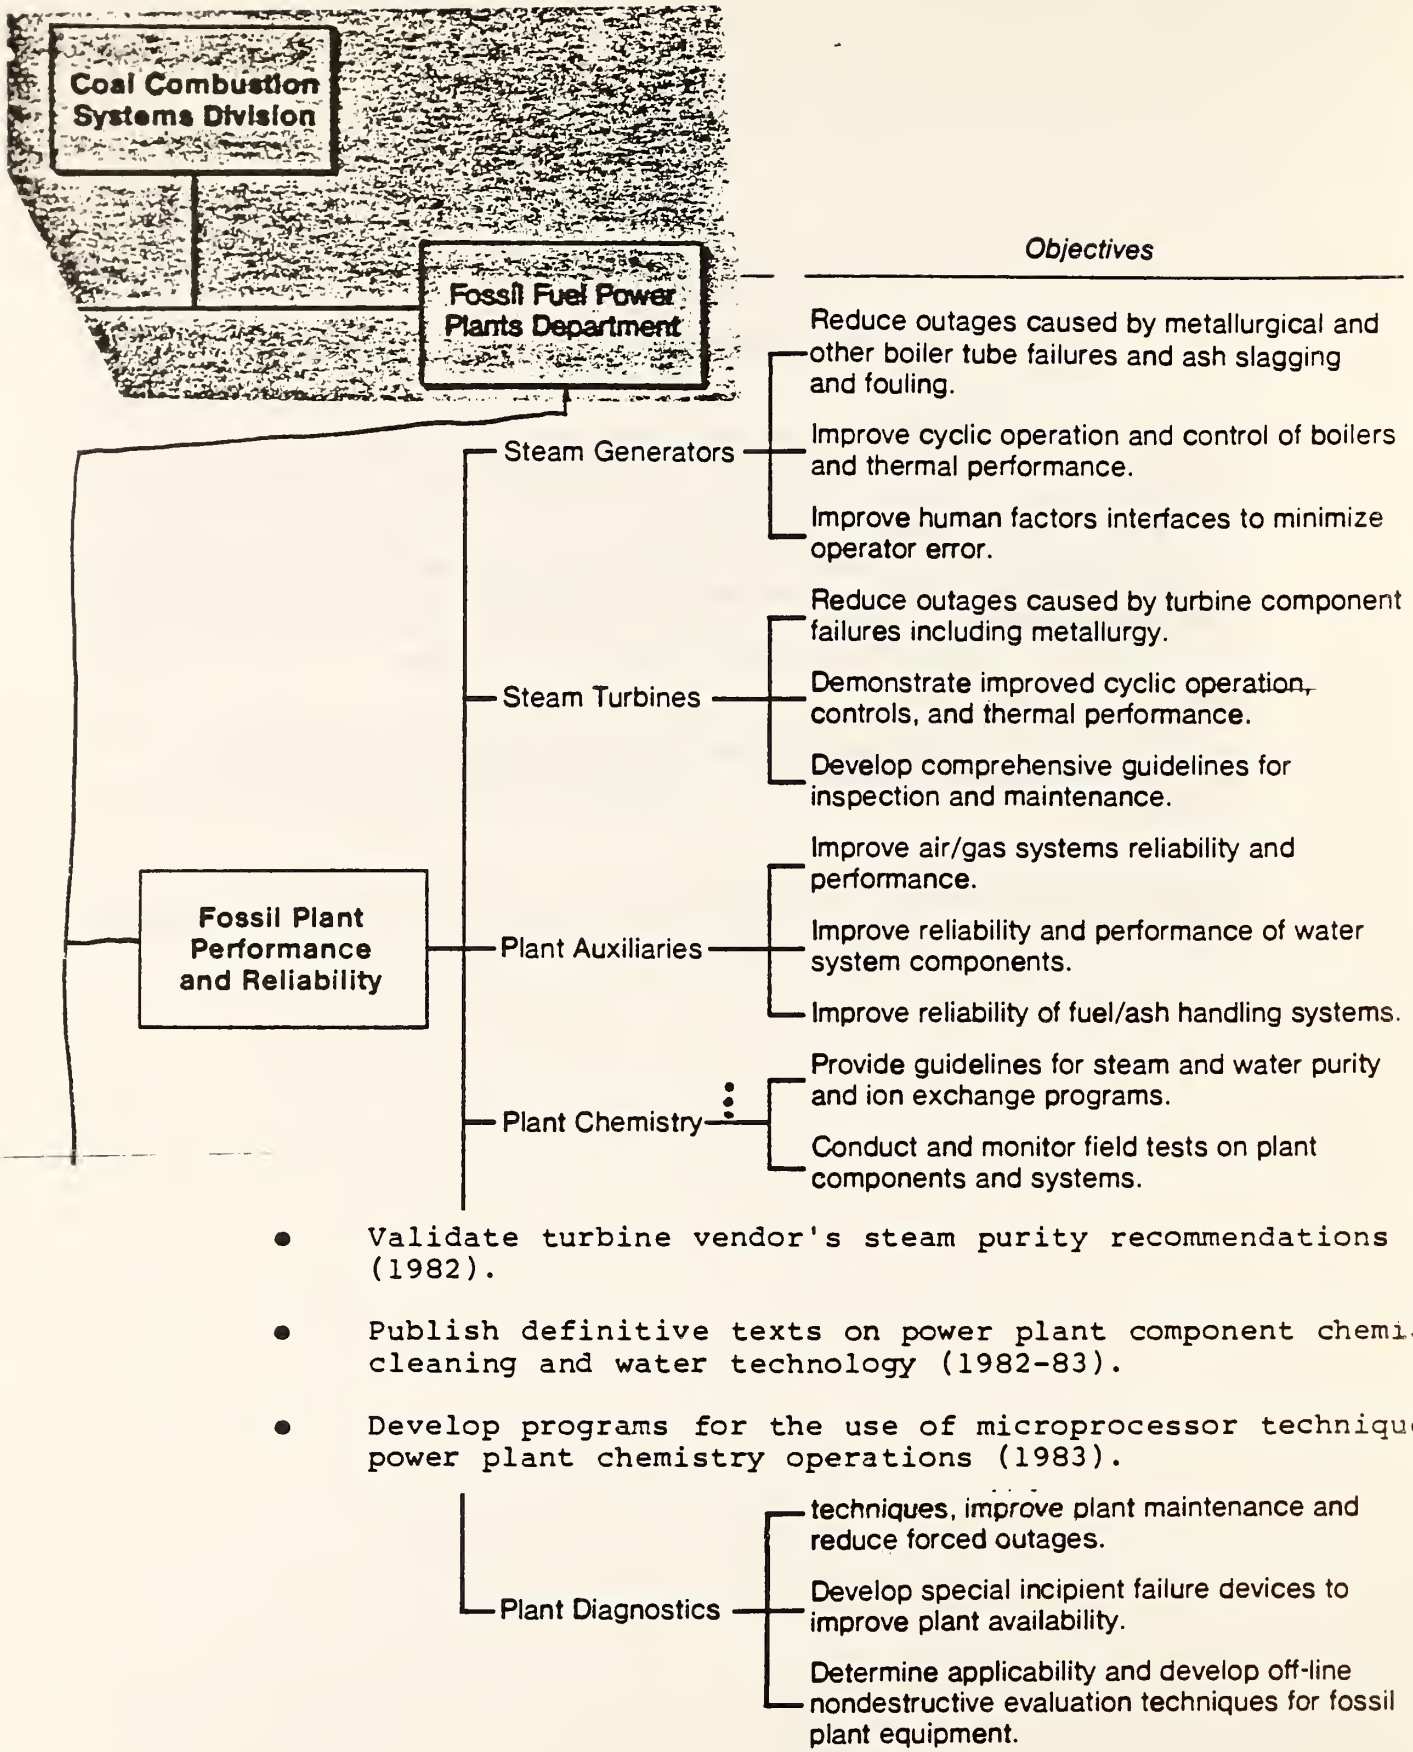 Coal Combustion
Systems Division
Fossil Fuel Power
Plants Department
Objectives
Reduce outages caused by metallurgical and
other boiler tube failures and ash slagging
and fouling.
Steam Generators
Improve cyclic operation and control of boilers
and thermal performance.
Improve human factors interfaces to minimize
operator error.
Reduce outages caused by turbine component
failures including metallurgy.
Steam Turbines
Demonstrate improved cyclic operation,
controls, and thermal performance.
Develop comprehensive guidelines for
inspection and maintenance.
Improve air/gas systems reliability and
performance.
Fossil Plant
Performance
and Reliability
Plant Auxiliaries
Improve reliability and performance of water
system components.
Improve reliability of fuel/ash handling systems.
Provide guidelines for steam and water purity
and ion exchange programs.
Plant Chemistry
Conduct and monitor field tests on plant
components and systems.
● Validate turbine vendor's steam purity recommendations
(1982).
● Publish definitive texts on power plant component
cleaning and water technology (1982-83).
● Develop programs for the use of microprocessor
power plant chemistry operations (1983).
techniques, improve plant maintenance and
reduce forced outages.
Plant Diagnostics
Develop special incipient failure devices to
improve plant availability.
Determine applicability and develop off-line
nondestructive evaluation techniques for fossil
plant equipment.